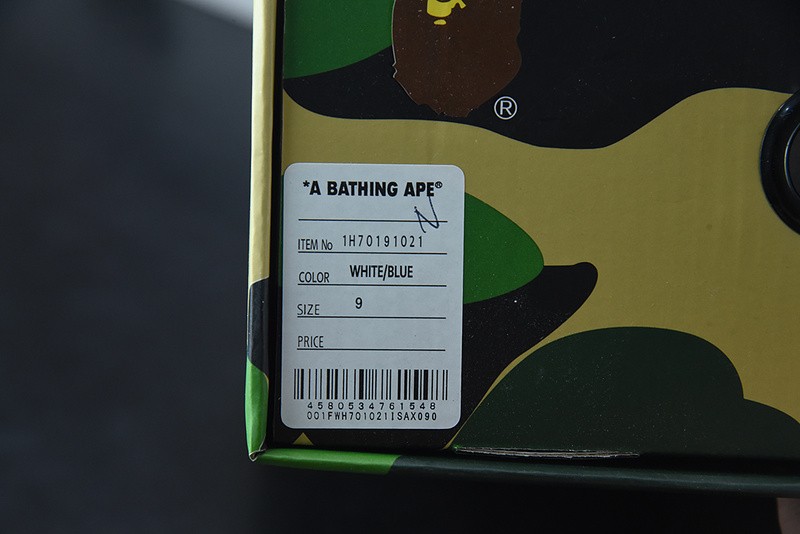 ®
*A BATHING APE®
ITEM No 1H70191021
COLOR WHITE/BLUE
SIZE 9
PRICE
4580534761548
001FWH701021ISAX090